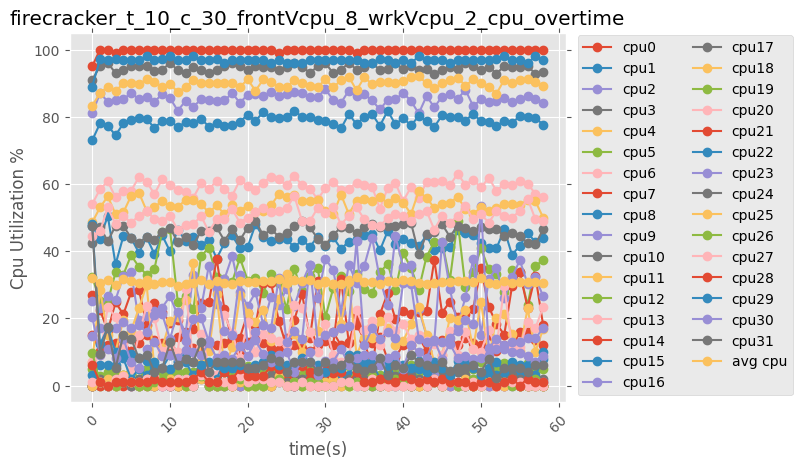 firecracker_t_10_c_30_frontVcpu_8_wrkVcpu_2_cpu_overtime
Cpu Utilization %
100
80
60
40
20
0
0
10
20
30
40
50
60
time(s)
cpu0
cpu1
cpu2
cpu3
cpu4
cpu5
cpu6
cpu7
cpu8
cpu9
cpu10
cpu11
cpu12
cpu13
cpu14
cpu15
cpu16
cpu17
cpu18
cpu19
cpu20
cpu21
cpu22
cpu23
cpu24
cpu25
cpu26
cpu27
cpu28
cpu29
cpu30
cpu31
avg cpu